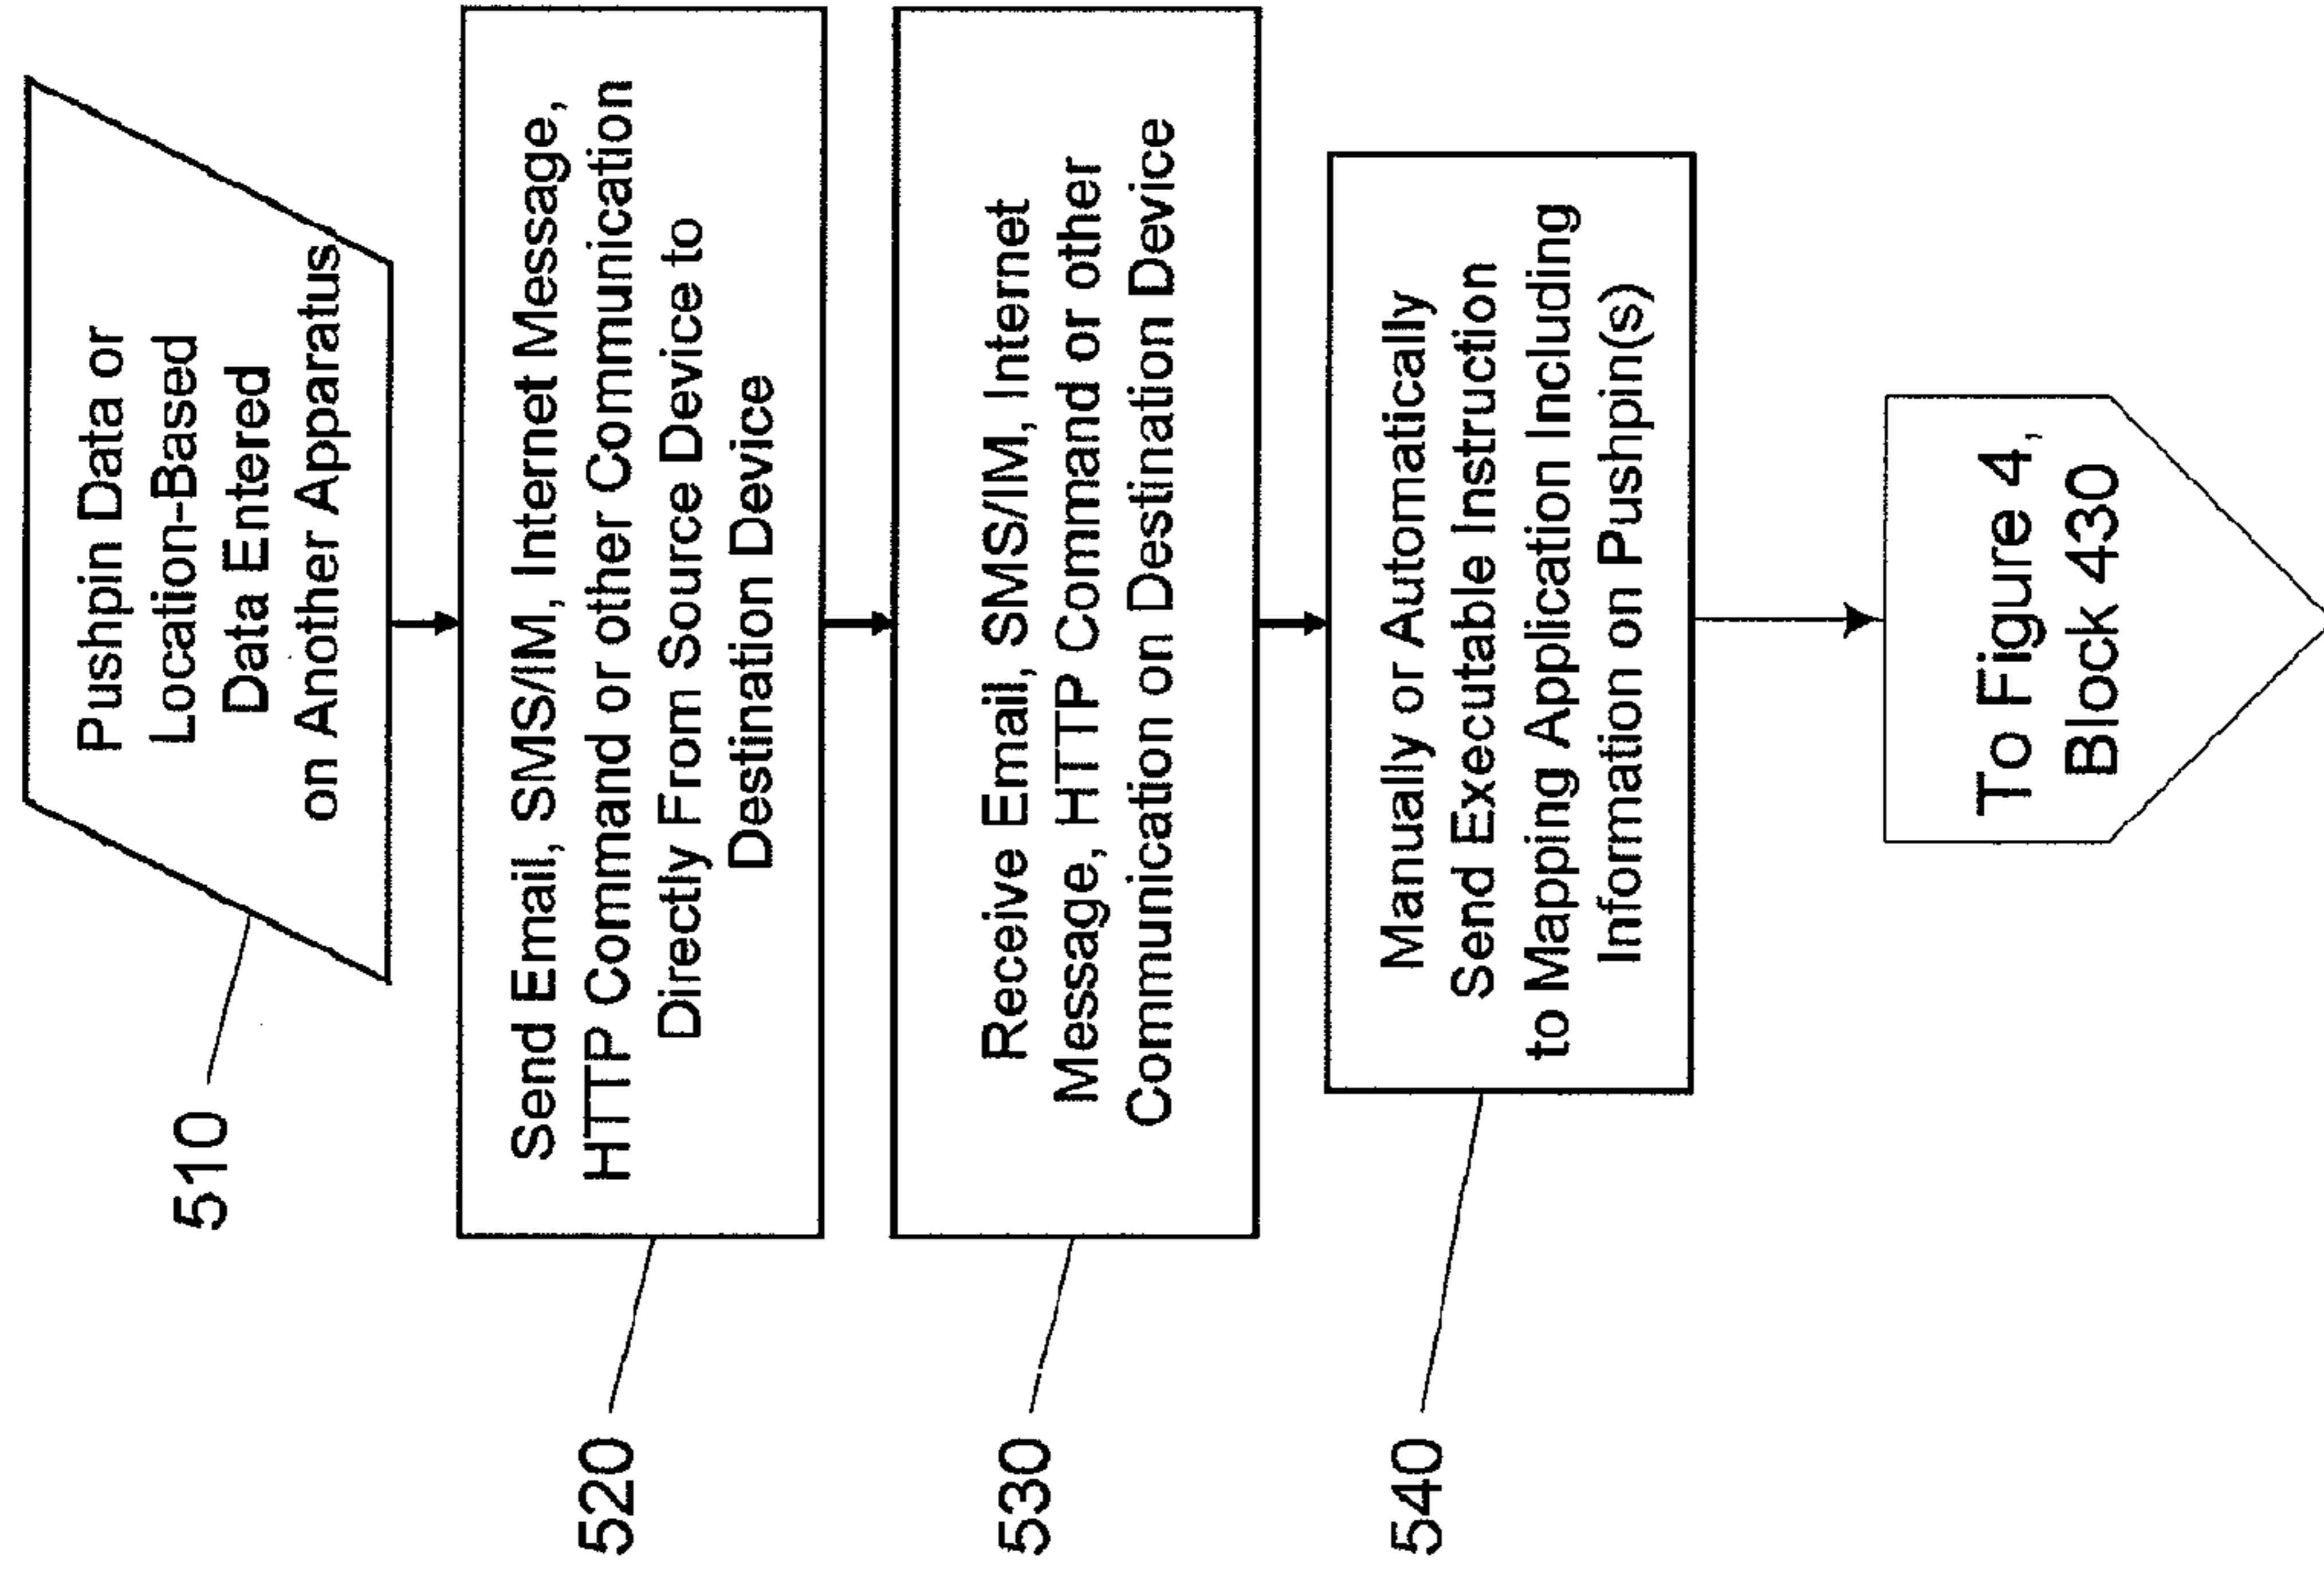 510
Pushpin Data or
Location-Based
Data Entered
on Another Apparatus
520
Send Email, SMS/IM, Internet Message,
HTTP Command or other Communication
Directly From Source Device to
Destination Device
530
Receive Email, SMS/IM, Internet
Message, HTTP Command or other
Communication on Destination Device
540
Manually or Automatically
Send Executable Instruction
to Mapping Application Including
Information on Pushpin(s)
To Figure 4,
Block 430